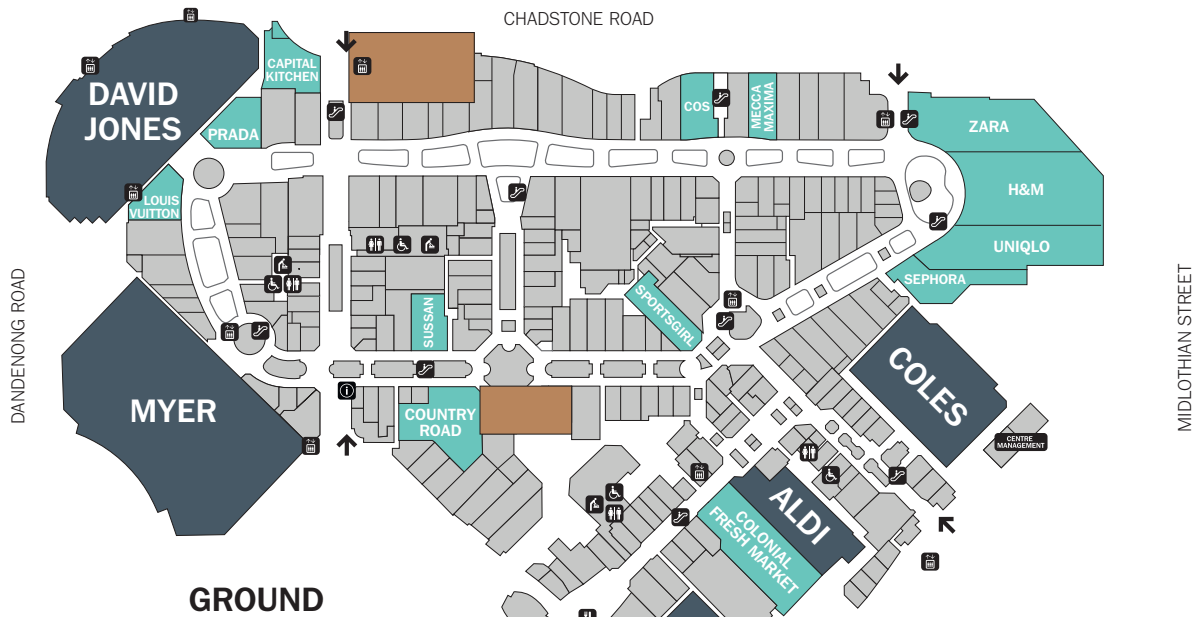 CHADSTONE ROAD
DAVID
JONES
CAPITAL
KITCHEN
PRADA
COS
MECCA
MAXIMA
ZARA
H&M
UNIQLO
SEPHORA
LOUIS
VUITTON
SUSSAN
SPORTSGIRL
DANDENONG ROAD
MIDLOTHIAN STREET
MYER
i
COUNTRY
ROAD
COLES
CENTRE
MANAGEMENT
ALDI
COLONIAL
FRESH MARKET
GROUND